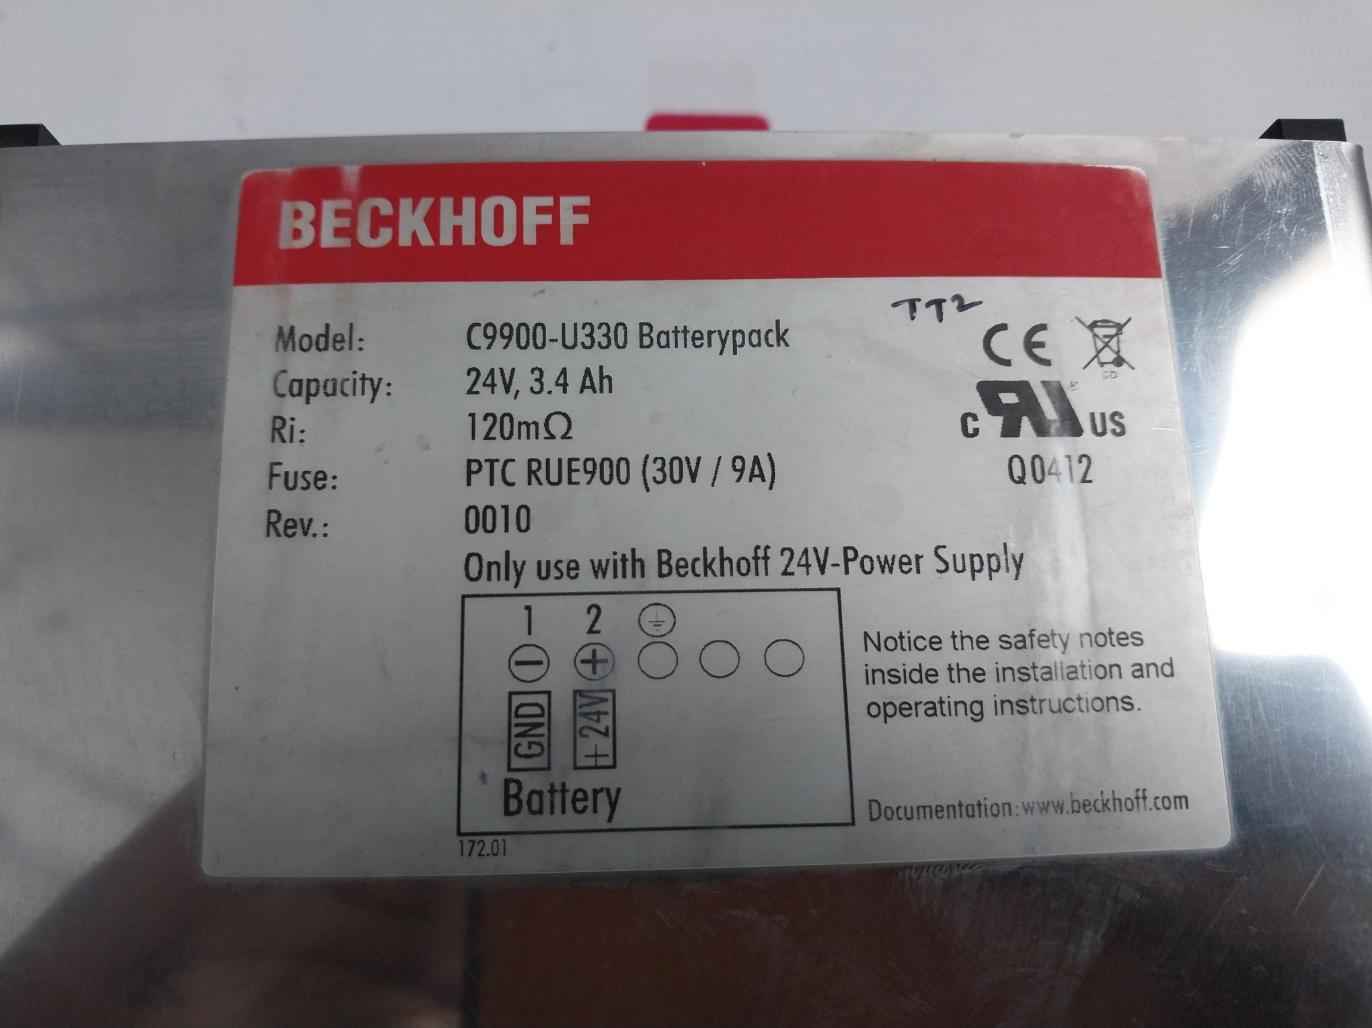 BECKHOFF
TT2
Model: C9900-U330 Batterypack
Capacity: 24V, 3.4 Ah
Ri: 120mΩ
Fuse: PTC RUE900 (30V / 9A)
Rev.: 0010
CE
c RU US
Q0412
Only use with Beckhoff 24V-Power Supply
1 2
- +
GND +24V
Battery
Notice the safety notes
inside the installation and
operating instructions.
Documentation: www.beckhoff.com
172.01